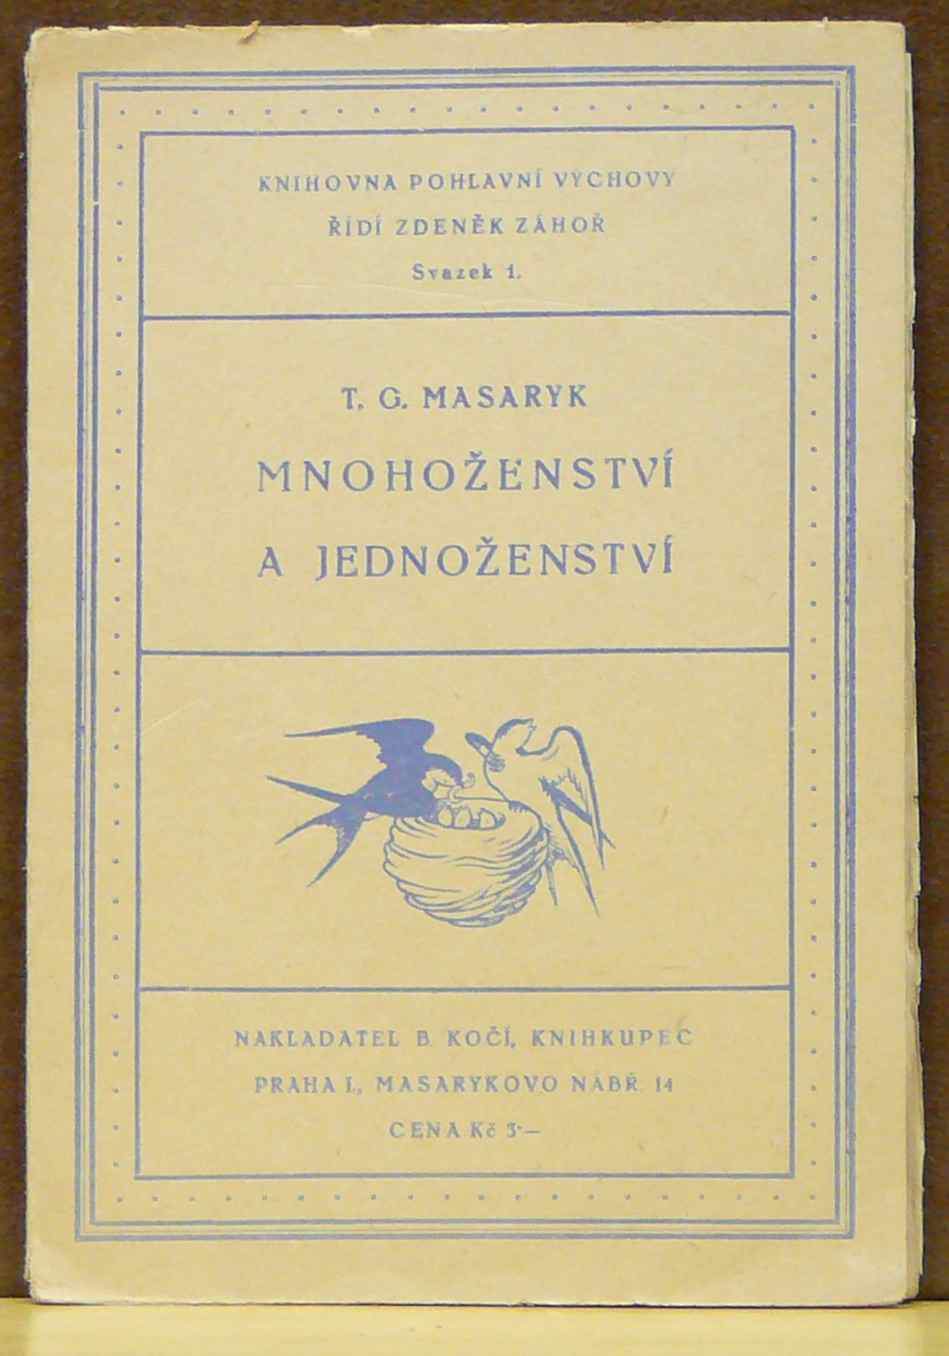 KNIHOVNA POHLAVNÍ VÝCHOVY
ŘÍDÍ ZDENĚK ZÁHOŘ
Svazek 1.
T. G. MASARYK
MNOHOŽENSTVÍ
A JEDNOŽENSTVÍ
NAKLADATEL B. KOČÍ, KNIHKUPEC
PRAHA I., MASARYKOVO NÁBŘ. 14
CENA Kč 3·—